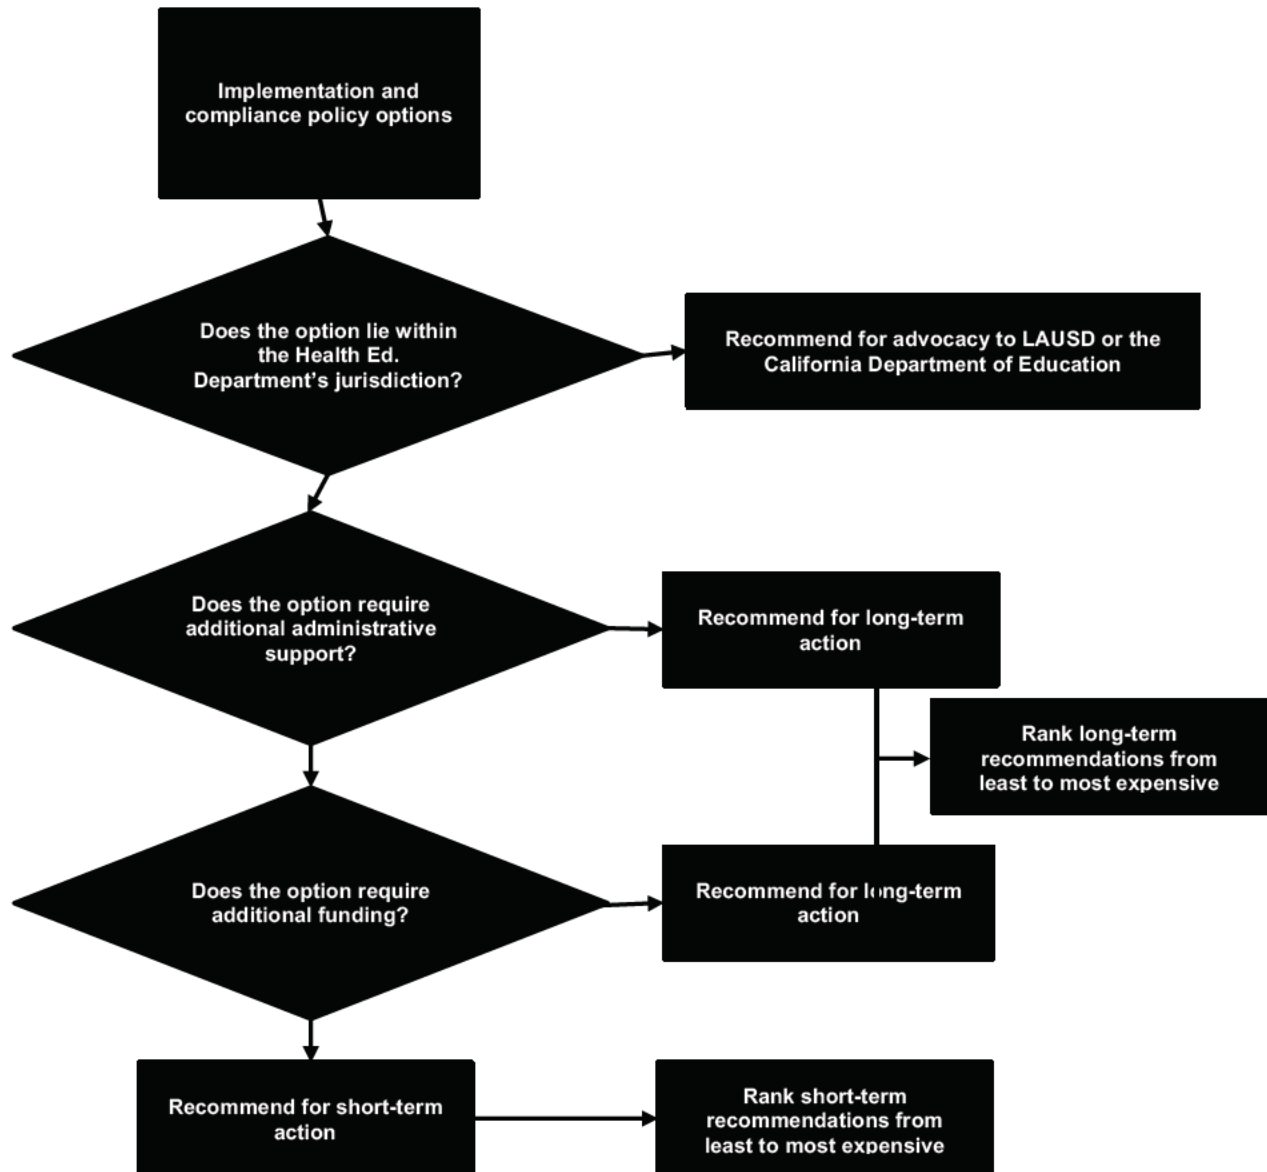 Implementation and
compliance policy options
Does the option lie within
the Health Ed.
Department's jurisdiction?
Recommend for advocacy to LAUSD or the
California Department of Education
Does the option require
additional administrative
support?
Recommend for long-term
action
Rank long-term
recommendations from
least to most expensive
Does the option require
additional funding?
Recommend for long-term
action
Recommend for short-term
action
Rank short-term
recommendations from
least to most expensive